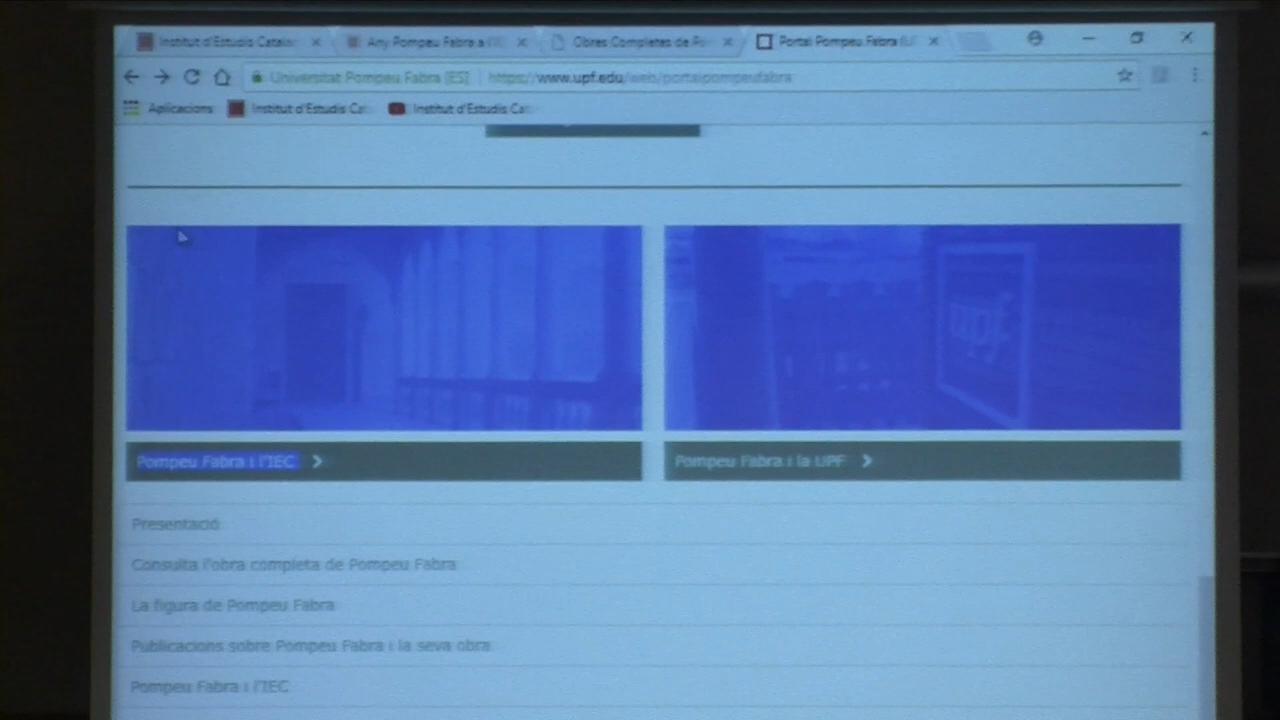 Institut d'Estudis Catala
Any Pompeu Fabra a l'I
Obres Completes de Po
Portal Pompeu Fabra (U
Universitat Pompeu Fabra [ES]
https://www.upf.edu/web/portalpompeufabra
Aplicacions
Institut d'Estudis Cat
Institut d'Estudis Cat
upf.
Pompeu Fabra i l'IEC
Pompeu Fabra i la UPF
Presentació
Consulta l'obra completa de Pompeu Fabra
La figura de Pompeu Fabra
Publicacions sobre Pompeu Fabra i la seva obra
Pompeu Fabra i l'IEC